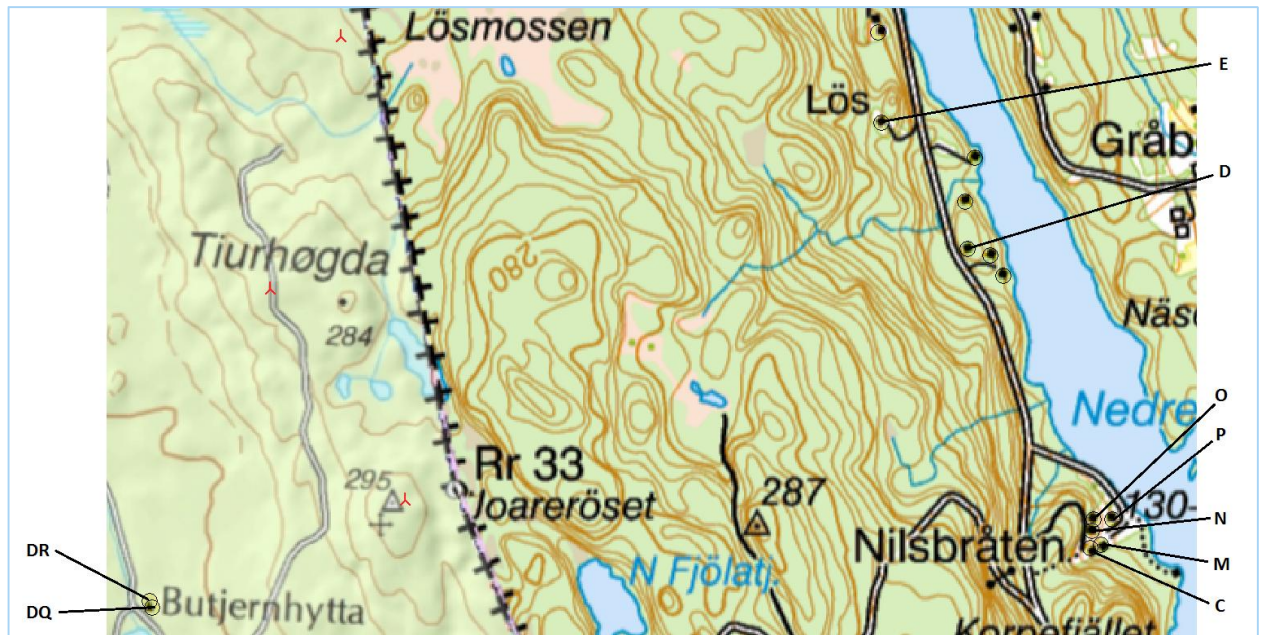 Lösmossen
E
Lös
Gråb
D
Tiurhøgda
280
Näs
284
O
Nedre
P
Rr 33
295
Joareröset
287
130-
N
Nilsbråten
M
DR
N Fjölatj.
C
DQ
Butjernhytta
Korpefjället